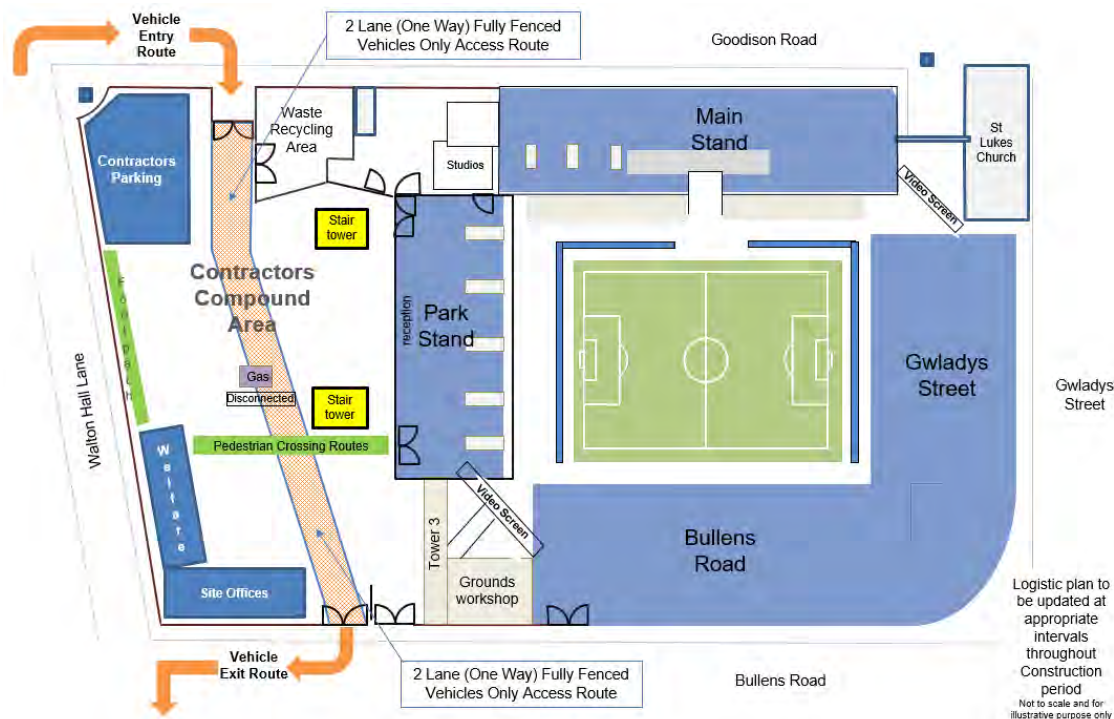 Vehicle
Entry
Route
2 Lane (One Way) Fully Fenced
Vehicles Only Access Route
Goodison Road
Waste
Recycling
Area
Main
Stand
St
Lukes
Church
Contractors
Parking
Studios
Video Screen
Stair
tower
Contractors
Compound
Area
Footpath
reception
Park
Stand
Gwladys
Street
Gwladys
Street
Walton Hall Lane
Gas
Disconnected
Stair
tower
Pedestrian Crossing Routes
Welfare
Video Screen
Tower 3
Bullens
Road
Site Offices
Grounds
workshop
Logistic plan to
be updated at
appropriate
intervals
throughout
Construction
period
Not to scale and for
illustrative purpose only
Vehicle
Exit Route
2 Lane (One Way) Fully Fenced
Vehicles Only Access Route
Bullens Road